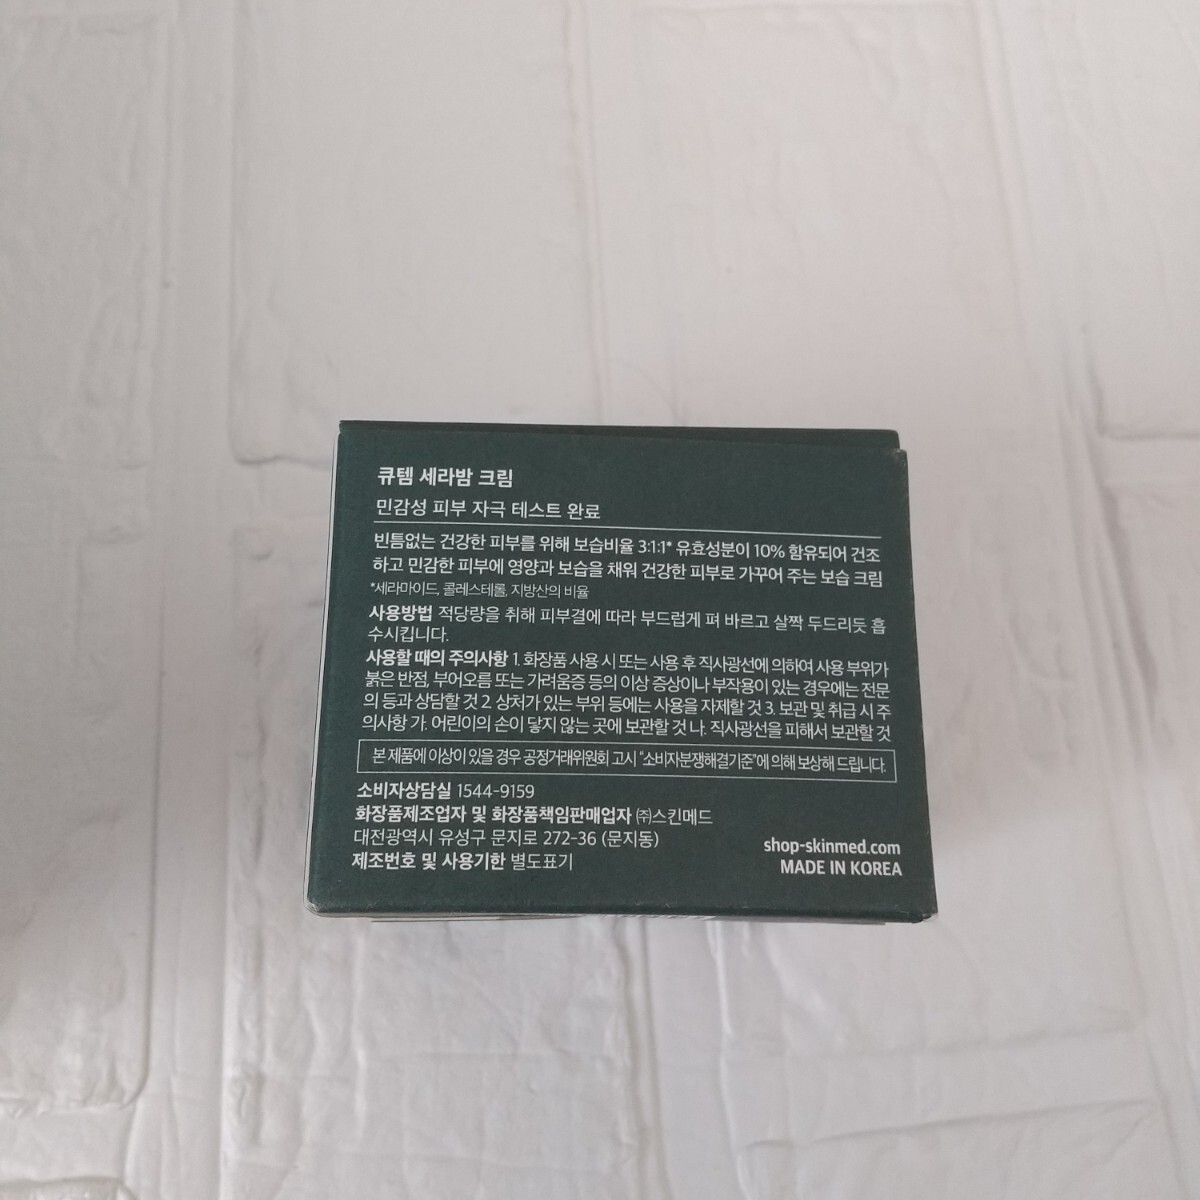 큐템 세라밤 크림
민감성 피부 자극 테스트 완료
빈틈없는 건강한 피부를 위해 보습비율 3:1:1* 유효성분이 10% 함유되어 건조
하고 민감한 피부에 영양과 보습을 채워 건강한 피부로 가꾸어 주는 보습 크림
*세라마이드, 콜레스테롤, 지방산의 비율
사용방법 적당량을 취해 피부결에 따라 부드럽게 펴 바르고 살짝 두드리듯 흡
수시킵니다.
사용할 때의 주의사항 1. 화장품 사용 시 또는 사용 후 직사광선에 의하여 사용 부위가
붉은 반점, 부어오름 또는 가려움증 등의 이상 증상이나 부작용이 있는 경우에는 전문
의 등과 상담할 것 2. 상처가 있는 부위 등에는 사용을 자제할 것 3. 보관 및 취급 시 주
의사항 가. 어린이의 손이 닿지 않는 곳에 보관할 것 나. 직사광선을 피해서 보관할 것
본 제품에 이상이 있을 경우 공정거래위원회 고시 "소비자분쟁해결기준"에 의해 보상해 드립니다.
소비자상담실 1544-9159
화장품제조업자 및 화장품책임판매업자 ㈜스킨메드
대전광역시 유성구 문지로 272-36 (문지동)
제조번호 및 사용기한 별도표기
shop-skinmed.com
MADE IN KOREA